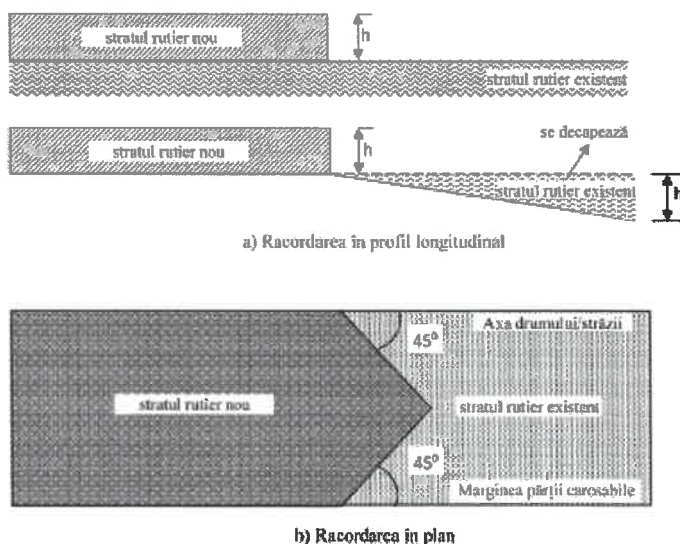 stratul rutier nou
h
stratul rutier existent
se decapează
stratul rutier nou
h
stratul rutier existent
h
a) Racordarea în profil longitudinal
Axa drumului/străzii
45°
stratul rutier nou
stratul rutier existent
45°
Marginea părții carosabile
b) Racordarea in plan